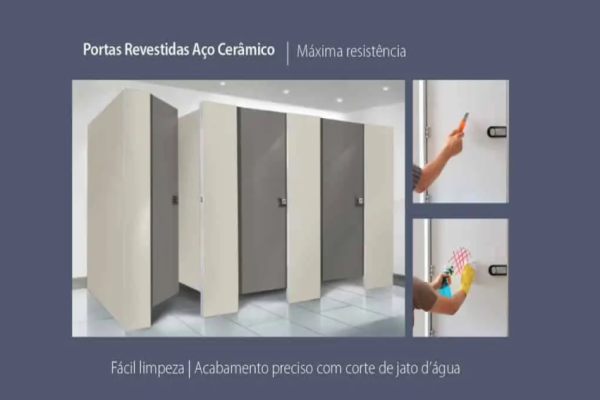 Portas Revestidas Aço Cerâmico | Máxima resistência
Fácil limpeza | Acabamento preciso com corte de jato d'água